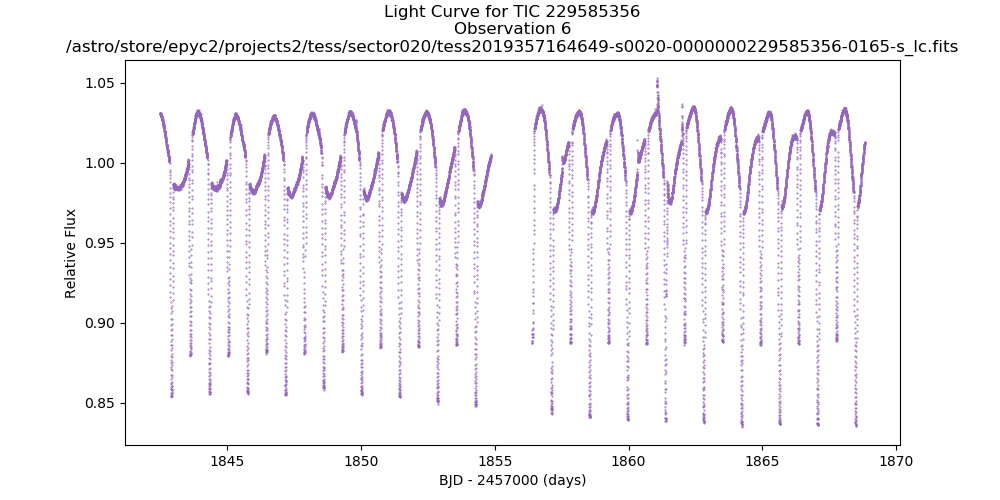 Light Curve for TIC 229585356
Observation 6
/astro/store/epyc2/projects2/tess/sector020/tess2019357164649-s0020-0000000229585356-0165-s_lc.fits
1.05
1.00
0.95
0.90
0.85
Relative Flux
1845 1850 1855 1860 1865 1870
BJD - 2457000 (days)